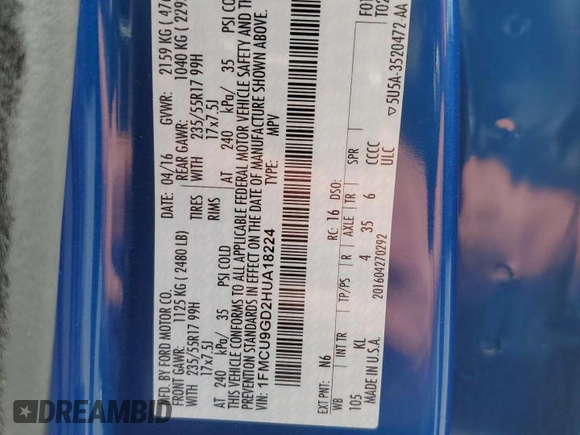 MFD. BY FORD MOTOR CO.
DATE: 04/16 GVWR: 2159 KG
FRONT GAWR: 1125 KG ( 2480 LB) REAR GAWR: 1040 KG
WITH 235/55R17 99H TIRES WITH 235/55R17 99H
17x7.5J RIMS 17x7.5J
AT 240 kPa/ 35 PSI COLD AT 240 kPa/ 35 PSI COLD
THIS VEHICLE CONFORMS TO ALL APPLICABLE FEDERAL MOTOR VEHICLE SAFETY AND
PREVENTION STANDARDS IN EFFECT ON THE DATE OF MANUFACTURE SHOWN ABOVE.
VIN: 1FMCU9GD2HUA18224 TYPE: MPV
EXT PNT: N6 RC: 16 DSO:
WB INT TR TP/PS R AXLE TR SPR
105 KL 4 35 6 CCCC
MADE IN U.S.A. 201604270292 ULC
5U5A-3520472 AA
DREAMBID